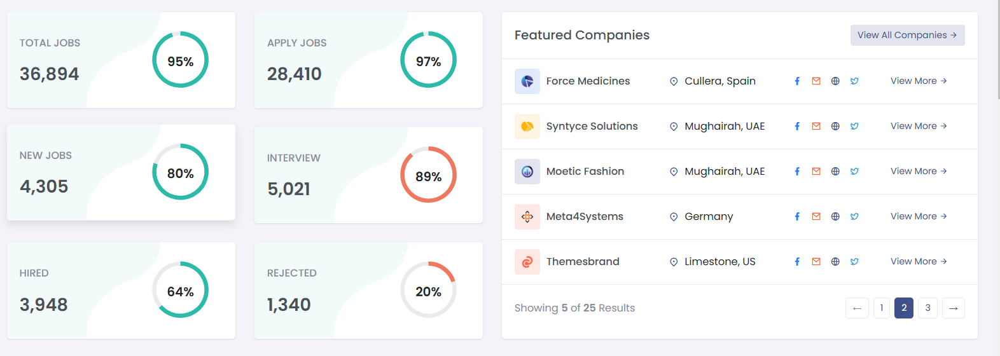 TOTAL JOBS
36,894
95%
APPLY JOBS
28,410
97%
NEW JOBS
4,305
80%
INTERVIEW
5,021
89%
HIRED
3,948
64%
REJECTED
1,340
20%
Featured Companies
View All Companies →
Force Medicines Cullera, Spain View More →
Syntyce Solutions Mughairah, UAE View More →
Moetic Fashion Mughairah, UAE View More →
Meta4Systems Germany View More →
Themesbrand Limestone, US View More →
Showing 5 of 25 Results
← 1 2 3 →